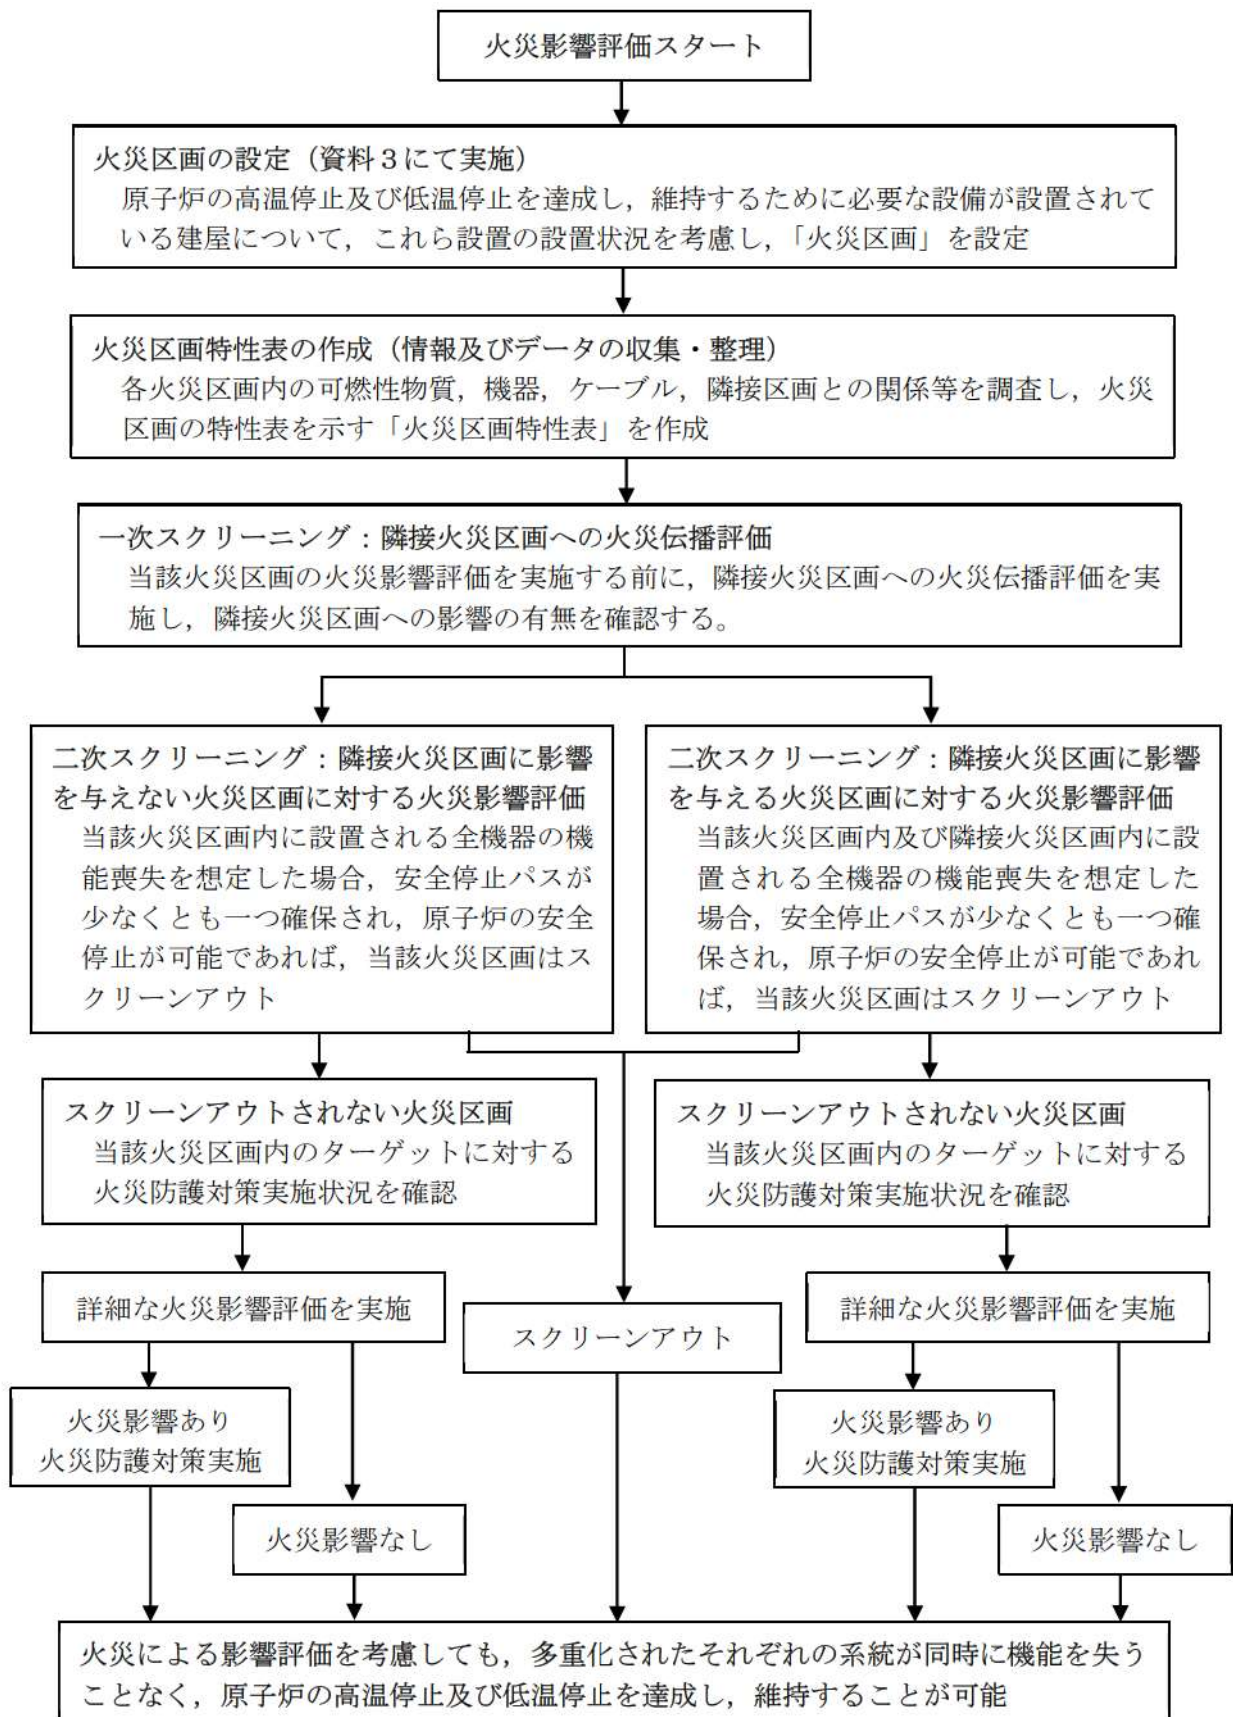 火災影響評価スタート
火災区画の設定（資料３にて実施）
原子炉の高温停止及び低温停止を達成し，維持するために必要な設備が設置されて
いる建屋について，これら設置の設置状況を考慮し，「火災区画」を設定
火災区画特性表の作成（情報及びデータの収集・整理）
各火災区画内の可燃性物質，機器，ケーブル，隣接区画との関係等を調査し，火災
区画の特性表を示す「火災区画特性表」を作成
一次スクリーニング：隣接火災区画への火災伝播評価
当該火災区画の火災影響評価を実施する前に，隣接火災区画への火災伝播評価を実
施し，隣接火災区画への影響の有無を確認する。
二次スクリーニング：隣接火災区画に影響
を与えない火災区画に対する火災影響評価
当該火災区画内に設置される全機器の機
能喪失を想定した場合，安全停止パスが
少なくとも一つ確保され，原子炉の安全
停止が可能であれば，当該火災区画はス
クリーンアウト
二次スクリーニング：隣接火災区画に影響
を与える火災区画に対する火災影響評価
当該火災区画内及び隣接火災区画内に設
置される全機器の機能喪失を想定した
場合，安全停止パスが少なくとも一つ確
保され，原子炉の安全停止が可能であれ
ば，当該火災区画はスクリーンアウト
スクリーンアウトされない火災区画
当該火災区画内のターゲットに対する
火災防護対策実施状況を確認
スクリーンアウトされない火災区画
当該火災区画内のターゲットに対する
火災防護対策実施状況を確認
詳細な火災影響評価を実施
スクリーンアウト
詳細な火災影響評価を実施
火災影響あり
火災防護対策実施
火災影響なし
火災影響あり
火災防護対策実施
火災影響なし
火災による影響評価を考慮しても，多重化されたそれぞれの系統が同時に機能を失う
ことなく，原子炉の高温停止及び低温停止を達成し，維持することが可能